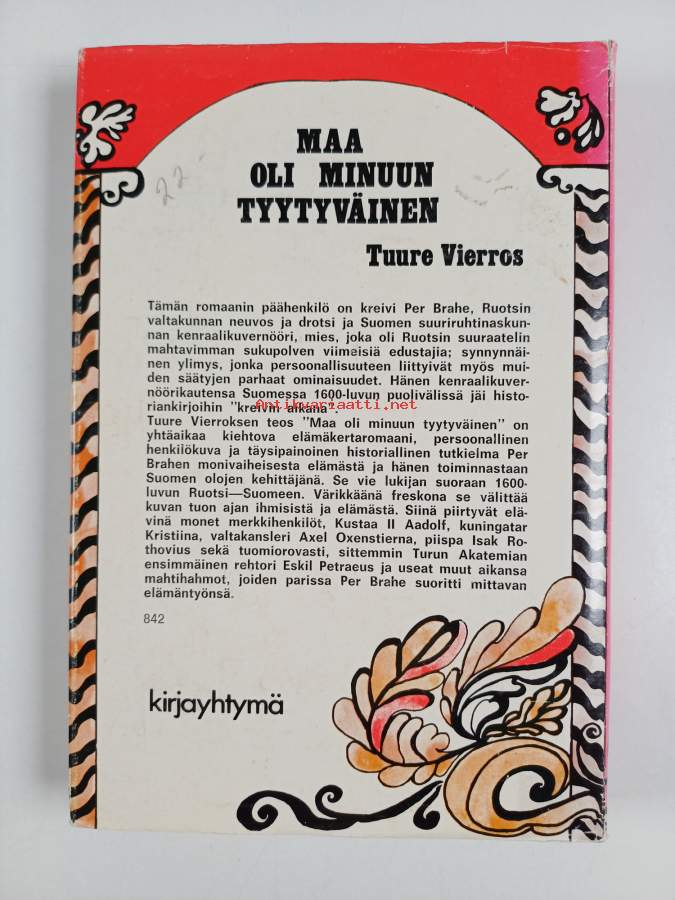 MAA
OLI MINUUN
TYYTYVÄINEN
Tuure Vierros
22-
Tämän romaanin päähenkilö on kreivi Per Brahe, Ruotsin
valtakunnan neuvos ja drotsi ja Suomen suuriruhtinaskun-
nan kenraalikuvernööri, mies, joka oli Ruotsin suuraatelin
mahtavimman sukupolven viimeisiä edustajia; synnynnäi-
nen ylimys, jonka persoonallisuuteen liittyivät myös mui-
den säätyjen parhaat ominaisuudet. Hänen kenraalikuver-
nöörikautensa Suomessa 1600-luvun puolivälissä jäi histo-
riankirjoihin "kreivin aikana".
Antikvariaatti.net
Tuure Vierroksen teos "Maa oli minuun tyytyväinen" on
yhtäaikaa kiehtova elämäkertaromaani, persoonallinen
henkilökuva ja täysipainoinen historiallinen tutkielma Per
Brahen monivaiheisesta elämästä ja hänen toiminnastaan
Suomen olojen kehittäjänä. Se vie lukijan suoraan 1600-
luvun Ruotsi—Suomeen. Värikkäänä freskona se välittää
kuvan tuon ajan ihmisistä ja elämästä. Siinä piirtyvät elä-
vinä monet merkkihenkilöt, Kustaa II Aadolf, kuningatar
Kristiina, valtakansleri Axel Oxenstierna, piispa Isak Ro-
thovius sekä tuomiorovasti, sittemmin Turun Akatemian
ensimmäinen rehtori Eskil Petraeus ja useat muut aikansa
mahtihahmot, joiden parissa Per Brahe suoritti mittavan
elämäntyönsä.
842
kirjayhtymä